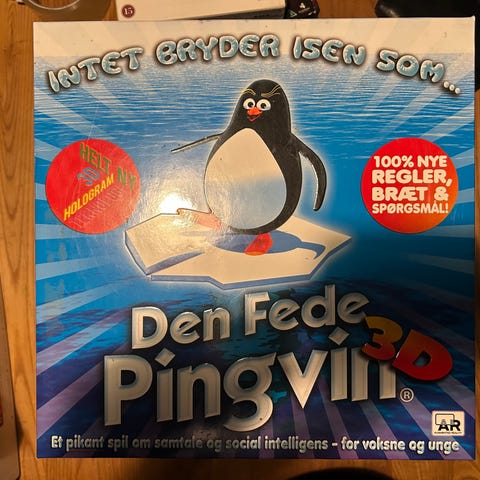 INTET BRYDER ISEN SOM...
HELT NY
3D
HOLOGRAM
100% NYE
REGLER,
BRÆT &
SPØRGSMÅL!
Den Fede
Pingvin 3D
®
Et pikant spil om samtale og social intelligens - for voksne og unge
AR
15